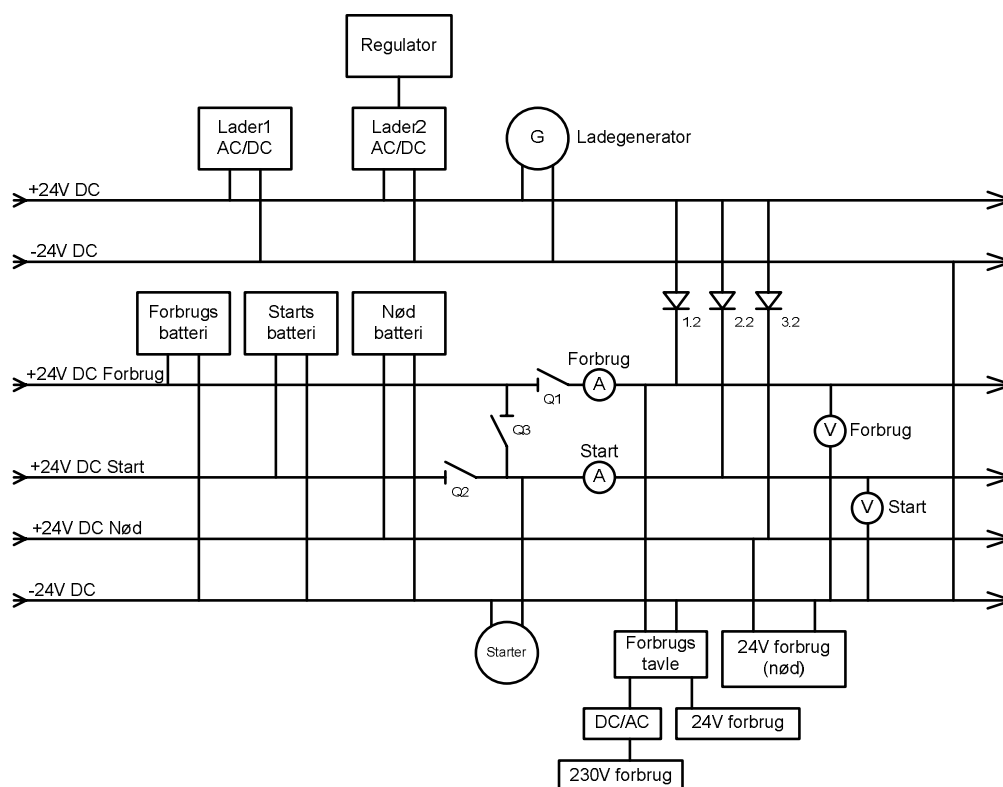 Regulator
Lader1
AC/DC
Lader2
AC/DC
G
Ladegenerator
+24V DC
-24V DC
Forbrugs
batteri
Starts
batteri
Nød
batteri
1.2
2.2
3.2
+24V DC Forbrug
Forbrug
A
Q1
Q3
V
Forbrug
+24V DC Start
Start
A
Q2
V
Start
+24V DC Nød
-24V DC
Starter
Forbrugs
tavle
24V forbrug
(nød)
DC/AC
24V forbrug
230V forbrug